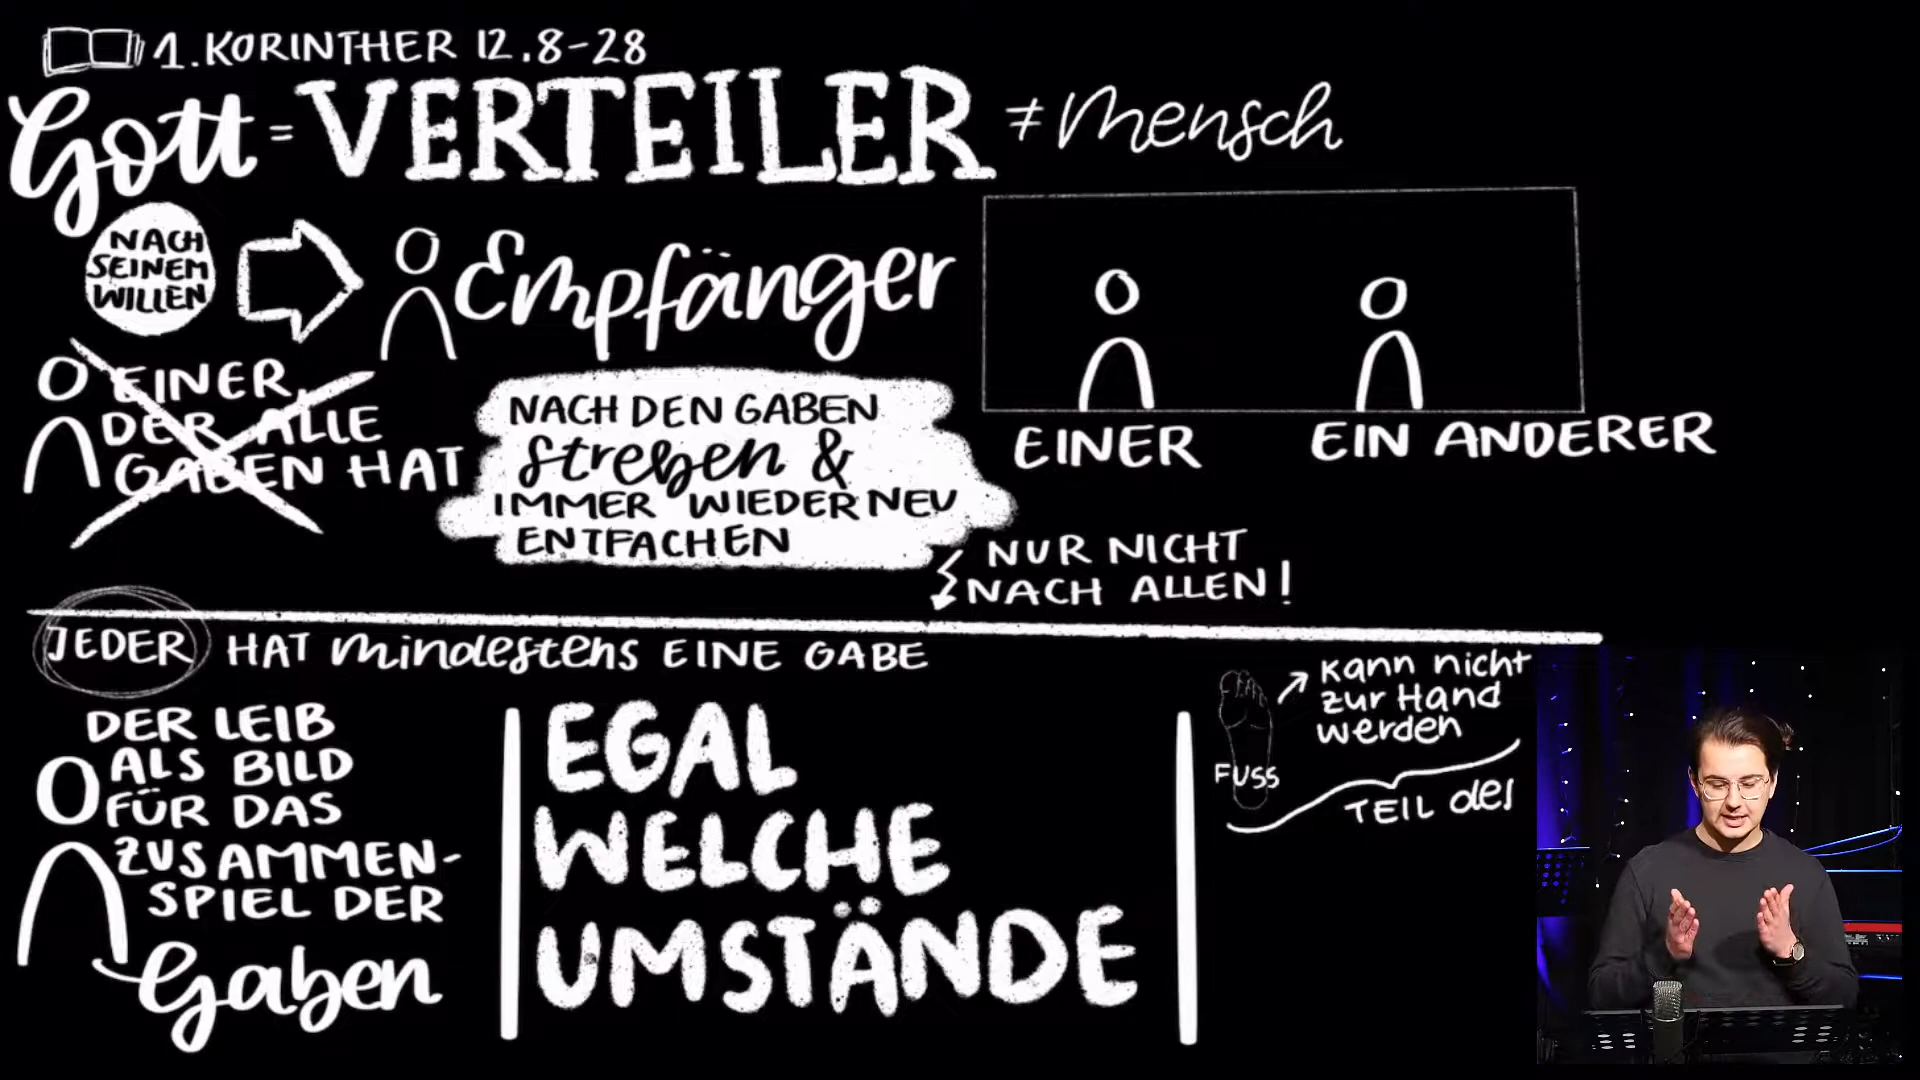 1. KORINTHER 12,8-28
Gott = VERTEILER ≠ Mensch
NACH
SEINEM
WILLEN
Empfänger
EINER,
DER ALLE
GABEN HAT
NACH DEN GABEN
streben &
IMMER WIEDER NEU
ENTFACHEN
EINER
EIN ANDERER
NUR NICHT
NACH ALLEN!
JEDER HAT mindestens EINE GABE
DER LEIB
ALS BILD
FÜR DAS
ZUSAMMEN-
SPIEL DER
Gaben
EGAL
WELCHE
UMSTÄNDE
kann nicht
zur Hand
werden
FUSS
TEIL des